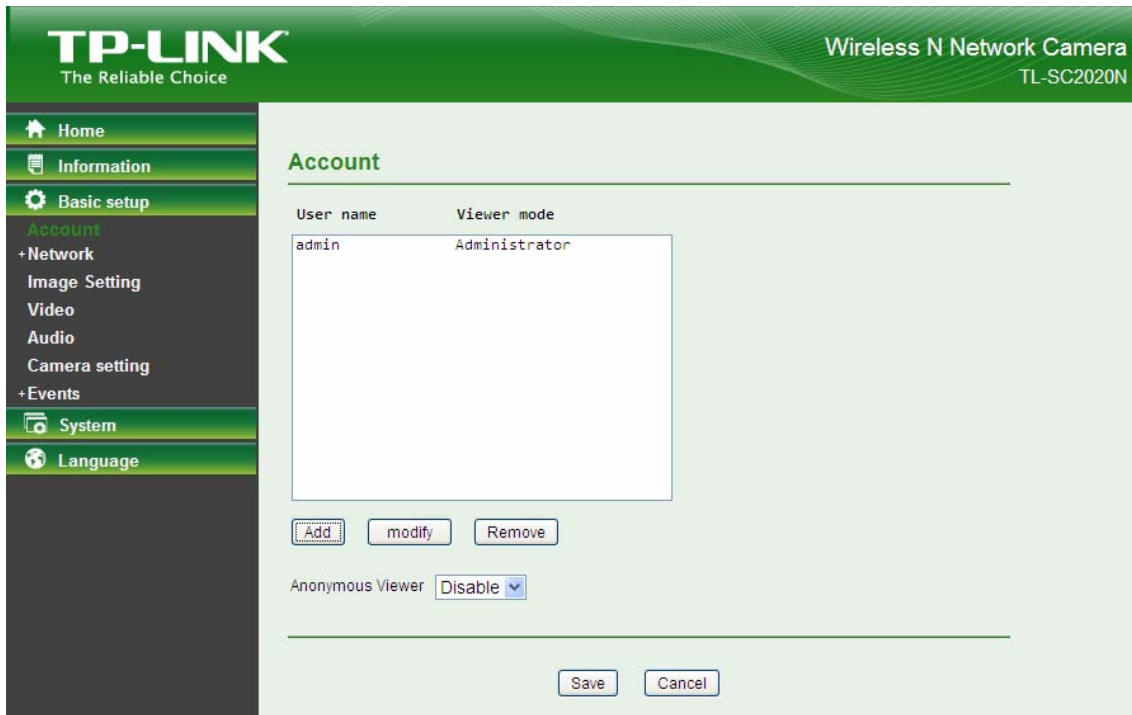 TP-LINK
The Reliable Choice
Wireless N Network Camera
TL-SC2020N
Home
Information
Basic setup
Account
+Network
Image Setting
Video
Audio
Camera setting
+Events
System
Language
Account
User name Viewer mode
admin Administrator
Add modify Remove
Anonymous Viewer Disable
Save Cancel